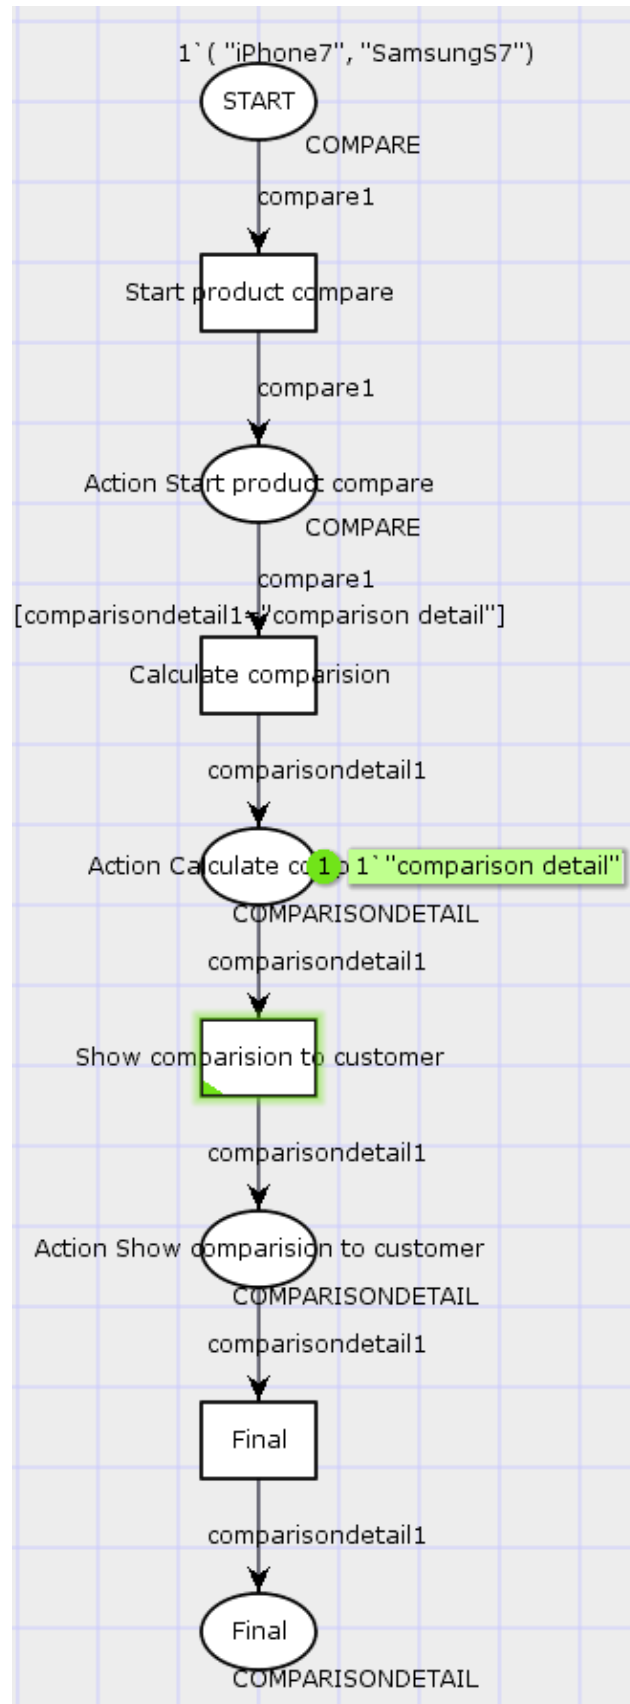 1`( "iPhone7", "SamsungS7")
START
COMPARE
compare1
Start product compare
compare1
Action Start product compare
COMPARE
compare1
[comparisondetail1="comparison detail"]
Calculate comparision
comparisondetail1
Action Calculate 1 1`"comparison detail"
COMPARISONDETAIL
comparisondetail1
Show comparision to customer
comparisondetail1
Action Show comparision to customer
COMPARISONDETAIL
comparisondetail1
Final
comparisondetail1
Final
COMPARISONDETAIL